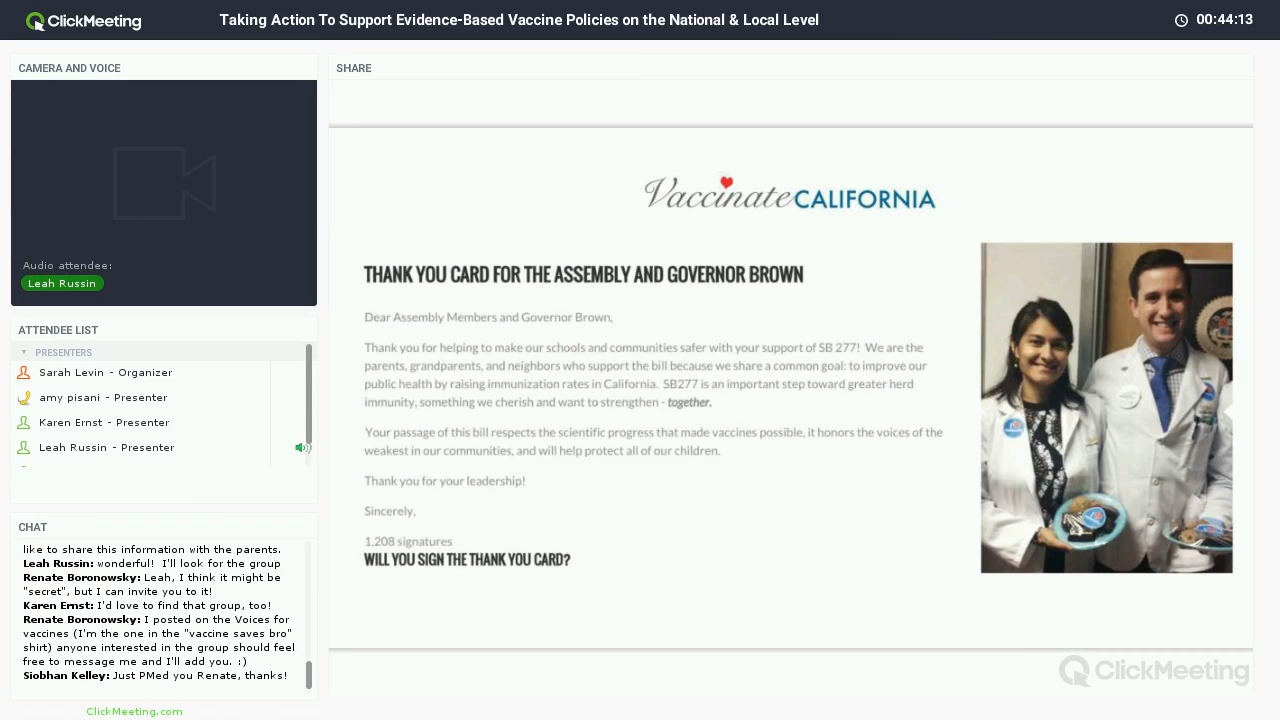 ClickMeeting
Taking Action To Support Evidence-Based Vaccine Policies on the National & Local Level
00:44:13
CAMERA AND VOICE
Audio attendee:
Leah Russin
ATTENDEE LIST
PRESENTERS
Sarah Levin - Organizer
amy pisani - Presenter
Karen Ernst - Presenter
Leah Russin - Presenter
CHAT
like to share this information with the parents.
Leah Russin: wonderful! I'll look for the group
Renate Boronowsky: Leah, I think it might be
"secret", but I can invite you to it!
Karen Ernst: I'd love to find that group, too!
Renate Boronowsky: I posted on the Voices for
vaccines (I'm the one in the "vaccine saves bro"
shirt) anyone interested in the group should feel
free to message me and I'll add you. :)
Siobhan Kelley: Just PMed you Renate, thanks!
ClickMeeting.com
SHARE
Vaccinate CALIFORNIA
THANK YOU CARD FOR THE ASSEMBLY AND GOVERNOR BROWN
Dear Assembly Members and Governor Brown,
Thank you for helping to make our schools and communities safer with your support of SB 277! We are the
parents, grandparents, and neighbors who support the bill because we share a common goal: to improve our
public health by raising immunization rates in California. SB277 is an important step toward greater herd
immunity, something we cherish and want to strengthen - together.
Your passage of this bill respects the scientific progress that made vaccines possible, it honors the voices of the
weakest in our communities, and will help protect all of our children.
Thank you for your leadership!
Sincerely,
1,208 signatures
WILL YOU SIGN THE THANK YOU CARD?
ClickMeeting